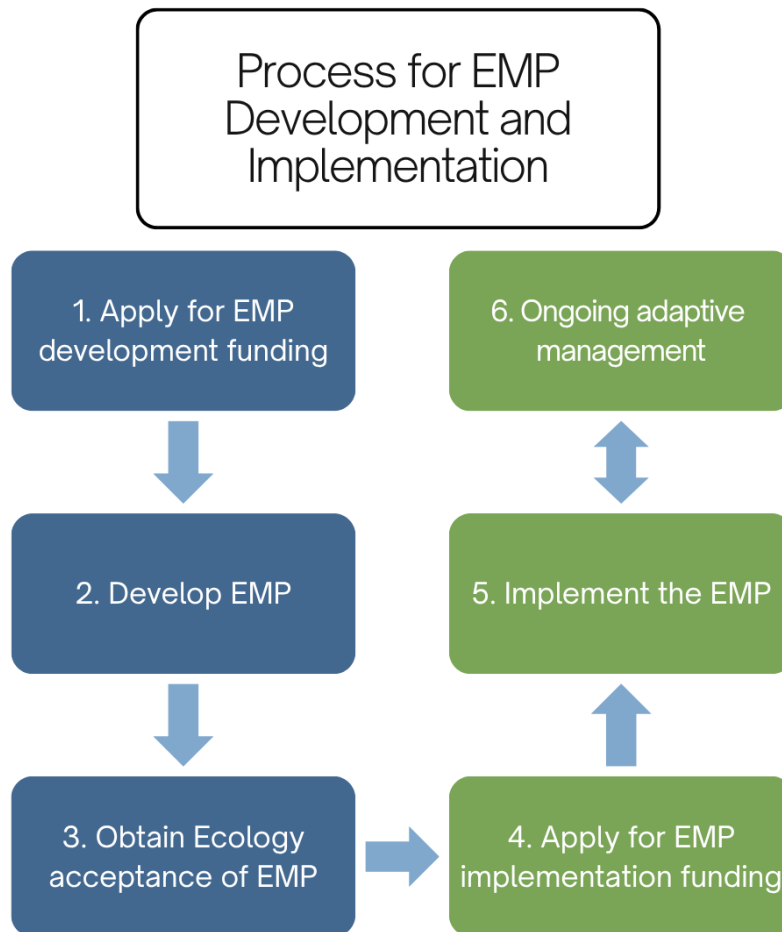 Process for EMP
Development and
Implementation
1. Apply for EMP
development funding
2. Develop EMP
3. Obtain Ecology
acceptance of EMP
4. Apply for EMP
implementation funding
5. Implement the EMP
6. Ongoing adaptive
management